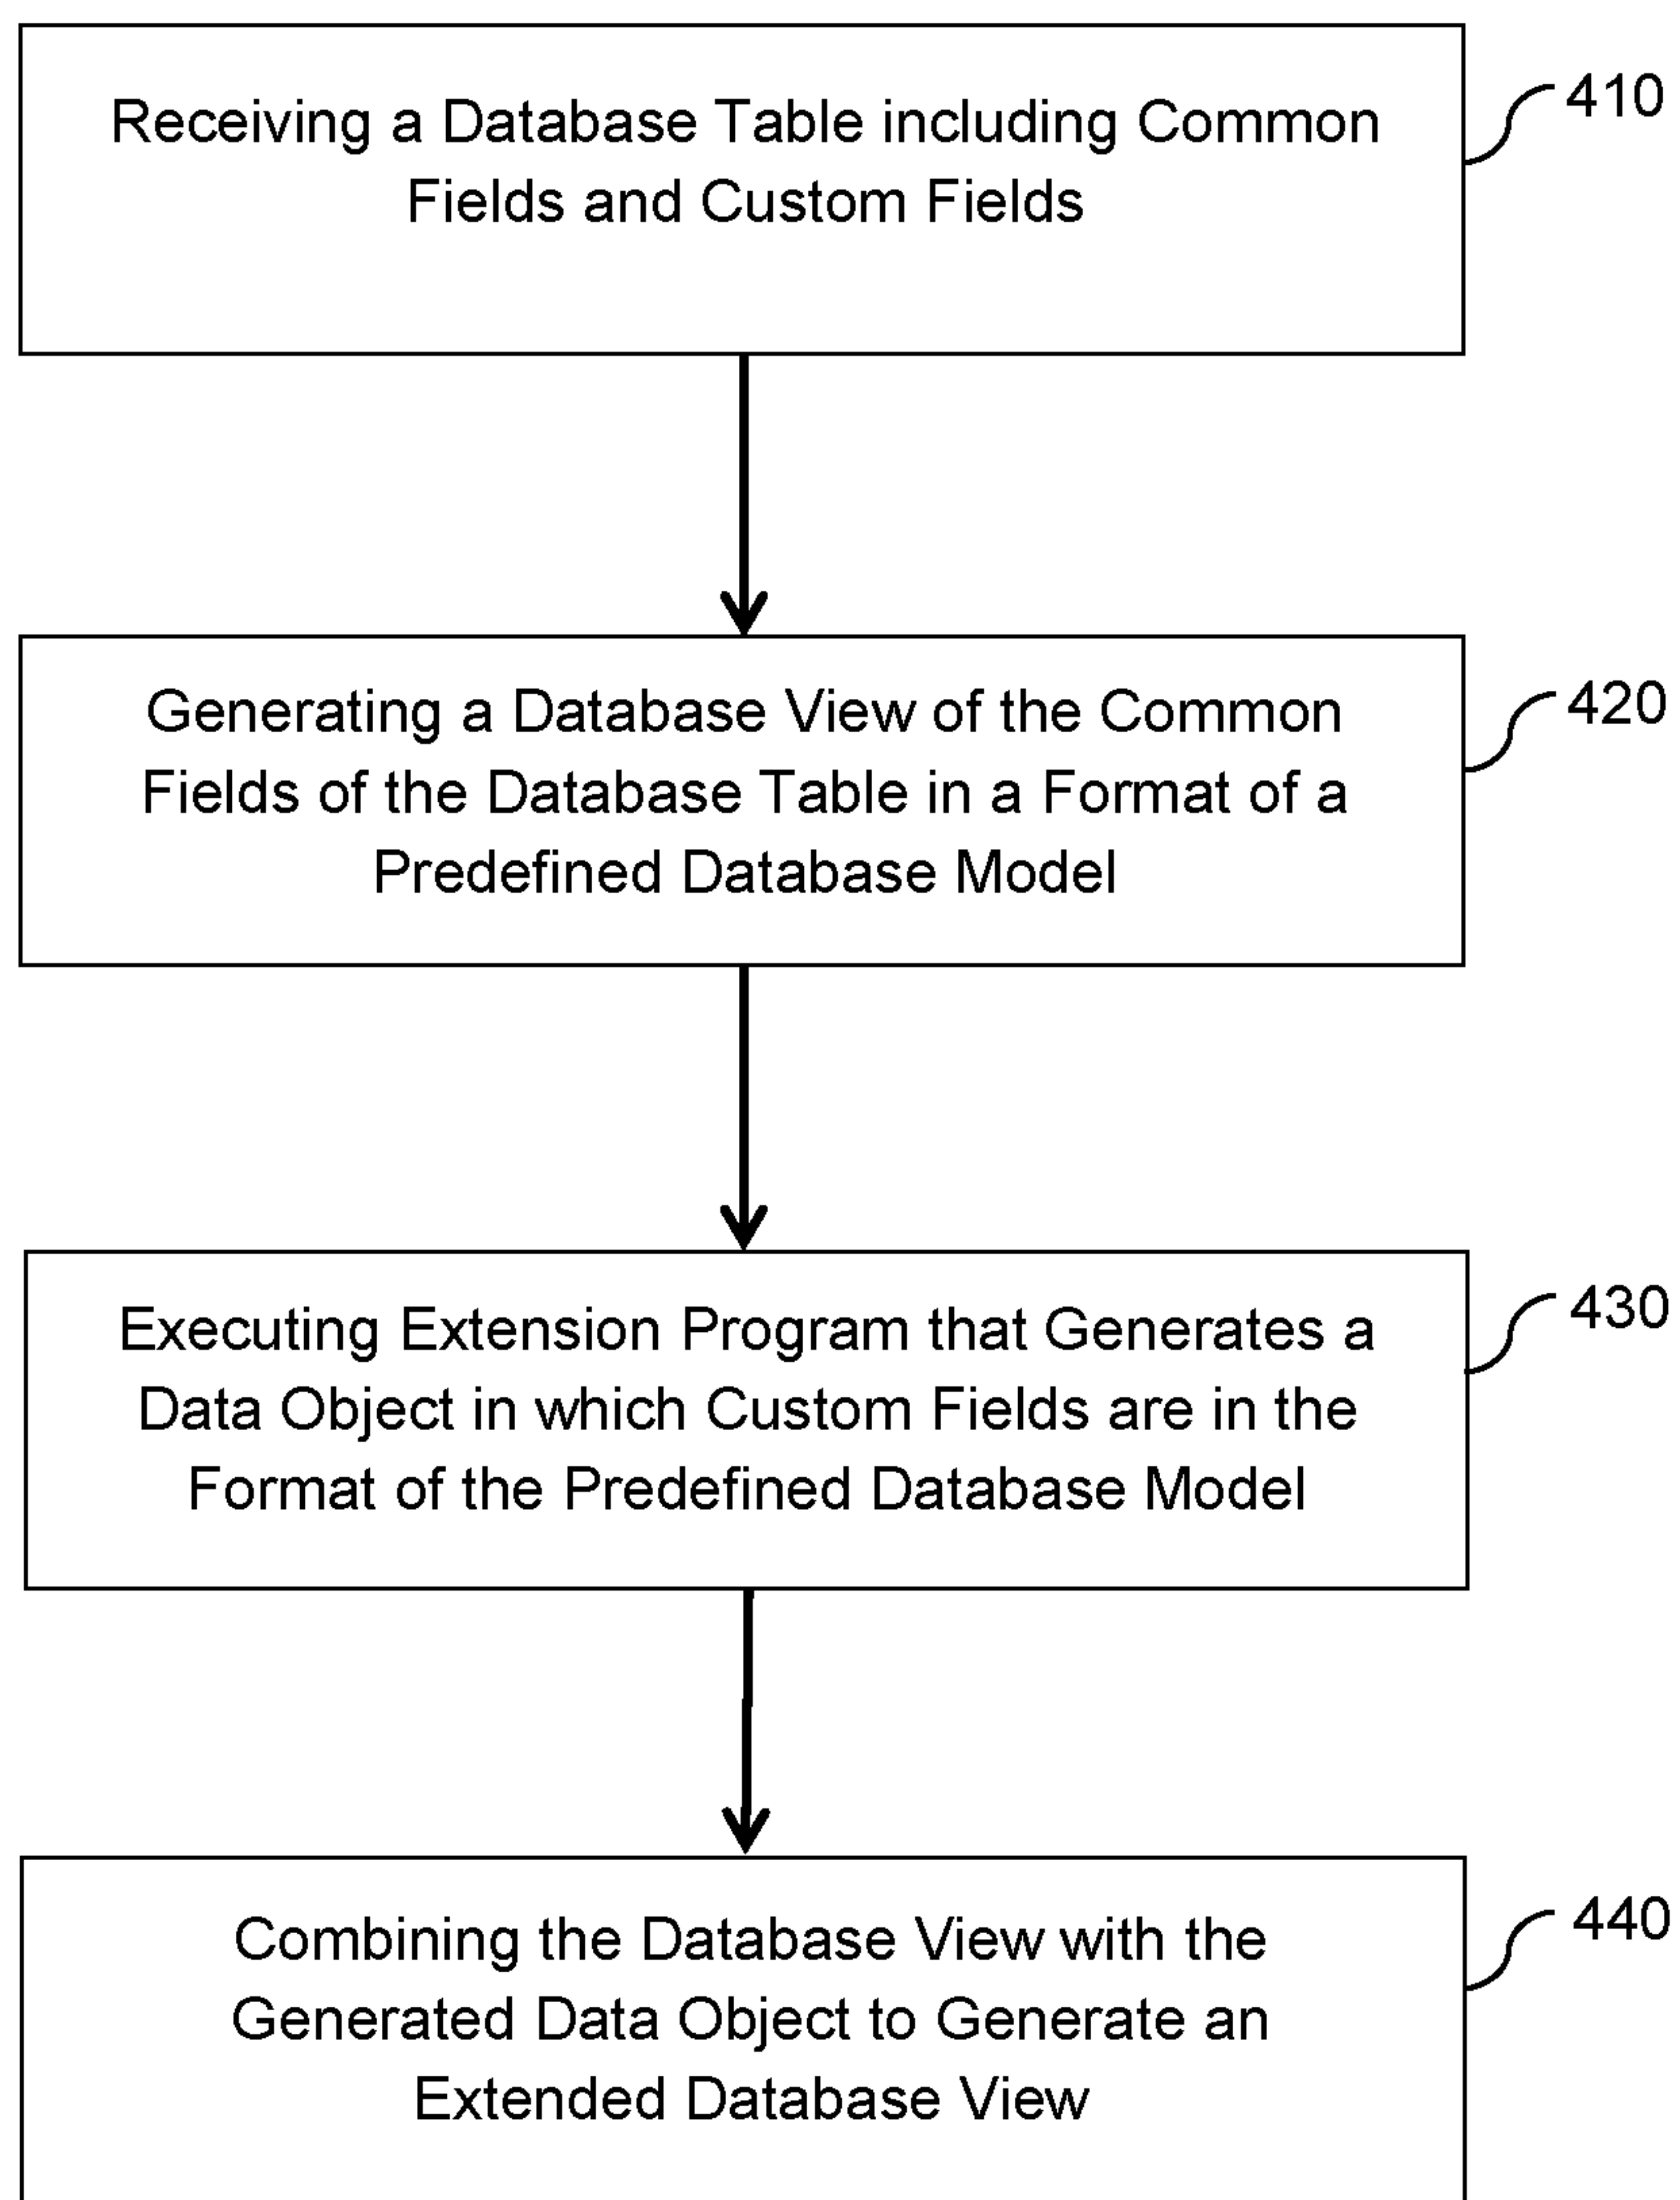 Receiving a Database Table including Common
Fields and Custom Fields
410
Generating a Database View of the Common
Fields of the Database Table in a Format of a
Predefined Database Model
420
Executing Extension Program that Generates a
Data Object in which Custom Fields are in the
Format of the Predefined Database Model
430
Combining the Database View with the
Generated Data Object to Generate an
Extended Database View
440